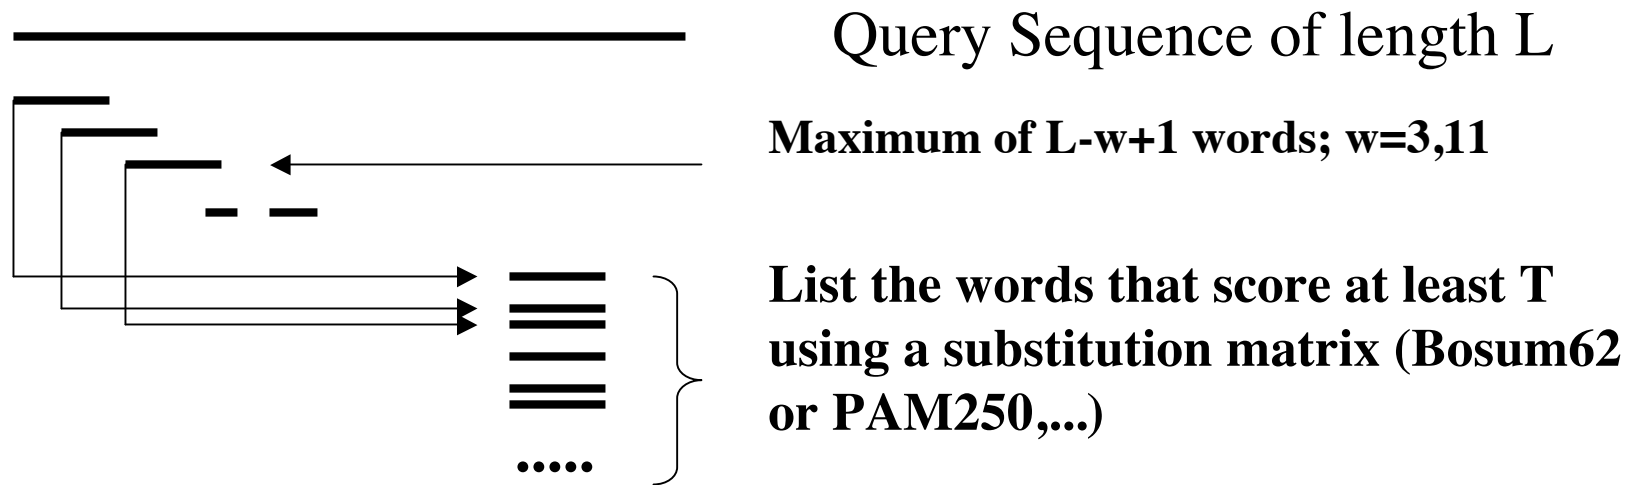 Query Sequence of length L
Maximum of L-w+1 words; w=3,11
List the words that score at least T
using a substitution matrix (Bosum62
or PAM250,...)